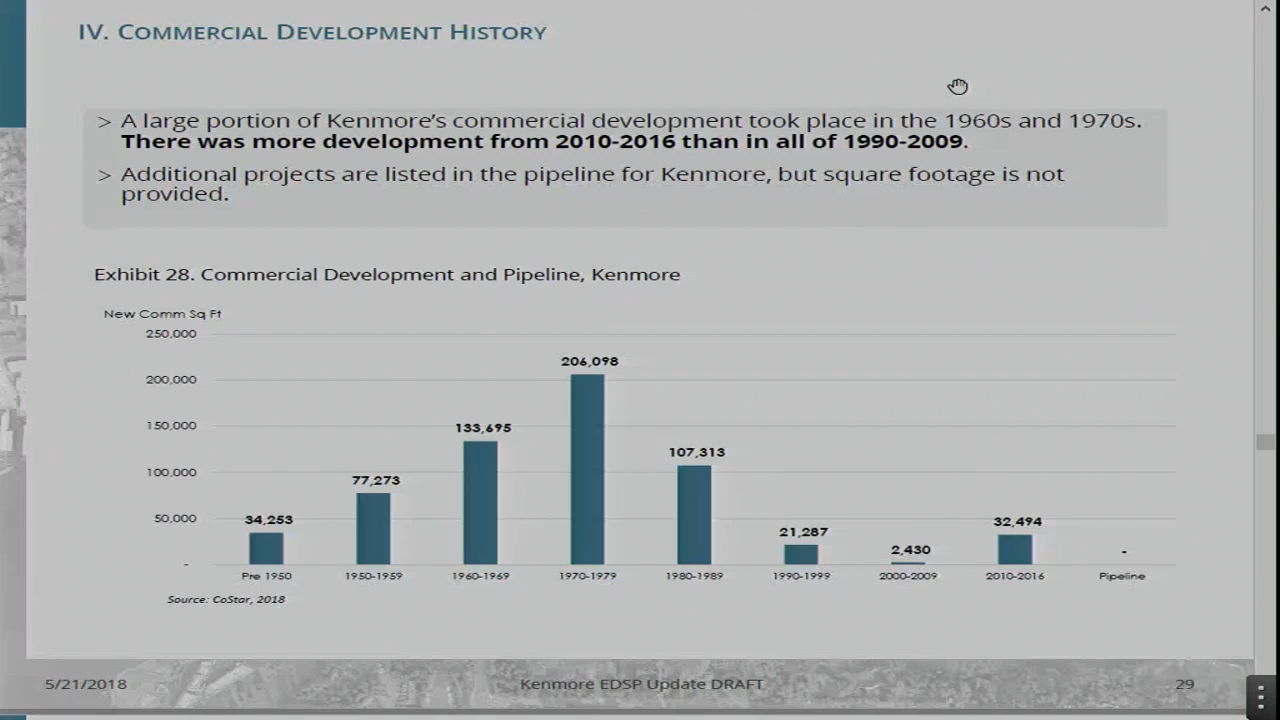 IV. COMMERCIAL DEVELOPMENT HISTORY
> A large portion of Kenmore's commercial development took place in the 1960s and 1970s.
There was more development from 2010-2016 than in all of 1990-2009.
> Additional projects are listed in the pipeline for Kenmore, but square footage is not
provided.
Exhibit 28. Commercial Development and Pipeline, Kenmore
New Comm Sq Ft
250,000
200,000
150,000
100,000
50,000
-
34,253
77,273
133,695
206,098
107,313
21,287
2,430
32,494
-
Pre 1950
1950-1959
1960-1969
1970-1979
1980-1989
1990-1999
2000-2009
2010-2016
Pipeline
Source: CoStar, 2018
5/21/2018
Kenmore EDSP Update DRAFT
29